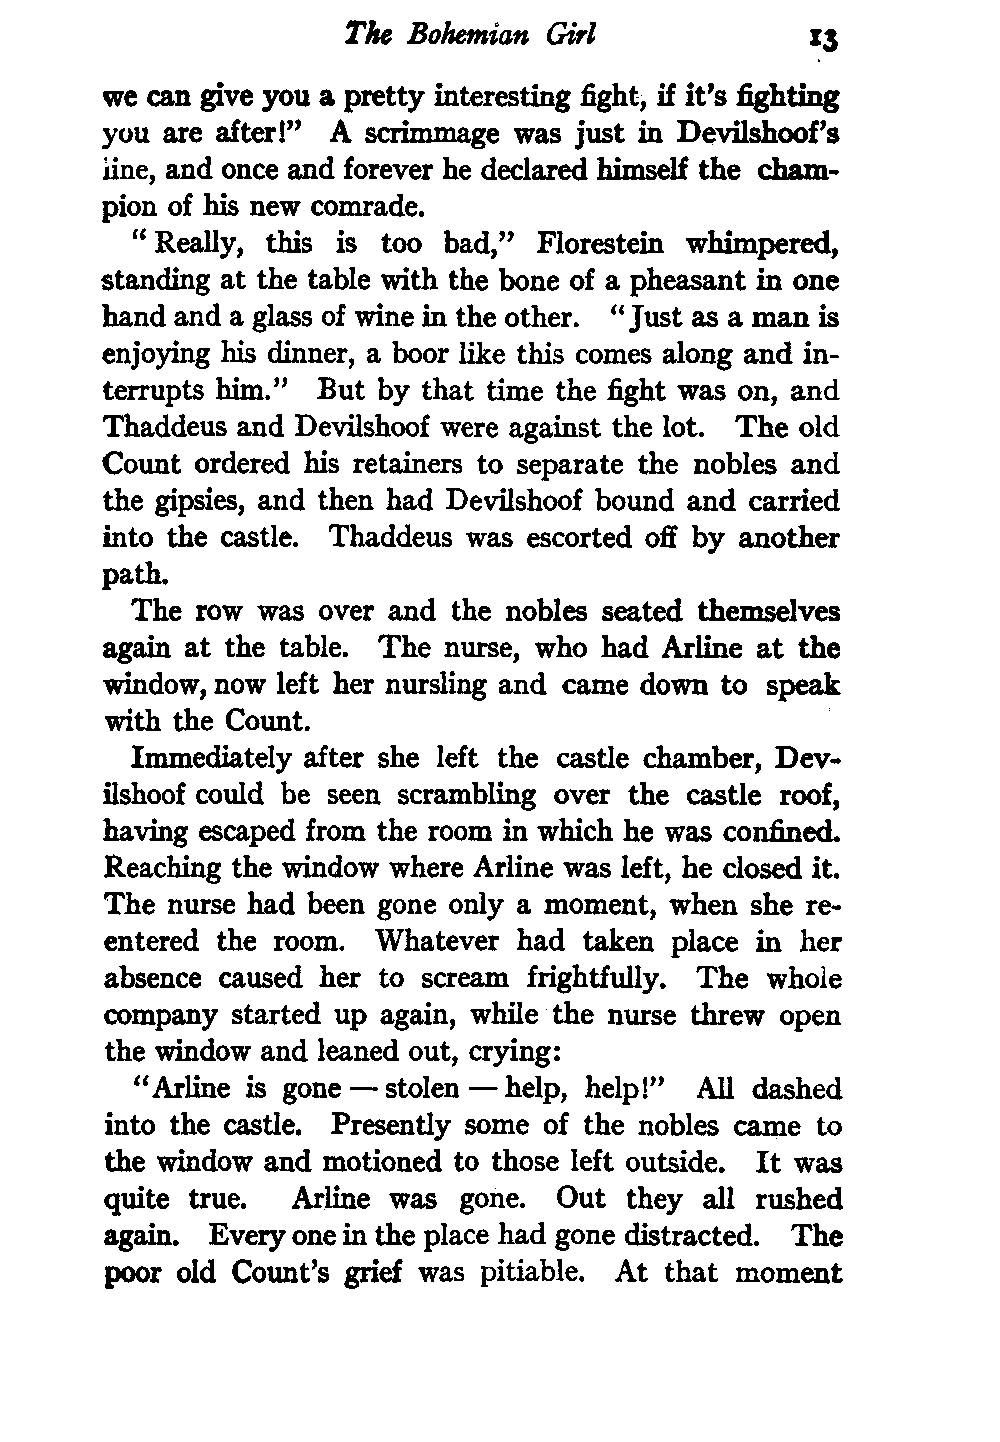 The Bohemian Girl 13
we can give you a pretty interesting fight, if it's fighting
you are after!" A scrimmage was just in Devilshoof's
line, and once and forever he declared himself the cham-
pion of his new comrade.
"Really, this is too bad," Florestein whimpered,
standing at the table with the bone of a pheasant in one
hand and a glass of wine in the other. "Just as a man is
enjoying his dinner, a boor like this comes along and in-
terrupts him." But by that time the fight was on, and
Thaddeus and Devilshoof were against the lot. The old
Count ordered his retainers to separate the nobles and
the gipsies, and then had Devilshoof bound and carried
into the castle. Thaddeus was escorted off by another
path.
The row was over and the nobles seated themselves
again at the table. The nurse, who had Arline at the
window, now left her nursling and came down to speak
with the Count.
Immediately after she left the castle chamber, Dev-
ilshoof could be seen scrambling over the castle roof,
having escaped from the room in which he was confined.
Reaching the window where Arline was left, he closed it.
The nurse had been gone only a moment, when she re-
entered the room. Whatever had taken place in her
absence caused her to scream frightfully. The whole
company started up again, while the nurse threw open
the window and leaned out, crying:
"Arline is gone — stolen — help, help!" All dashed
into the castle. Presently some of the nobles came to
the window and motioned to those left outside. It was
quite true. Arline was gone. Out they all rushed
again. Every one in the place had gone distracted. The
poor old Count's grief was pitiable. At that moment